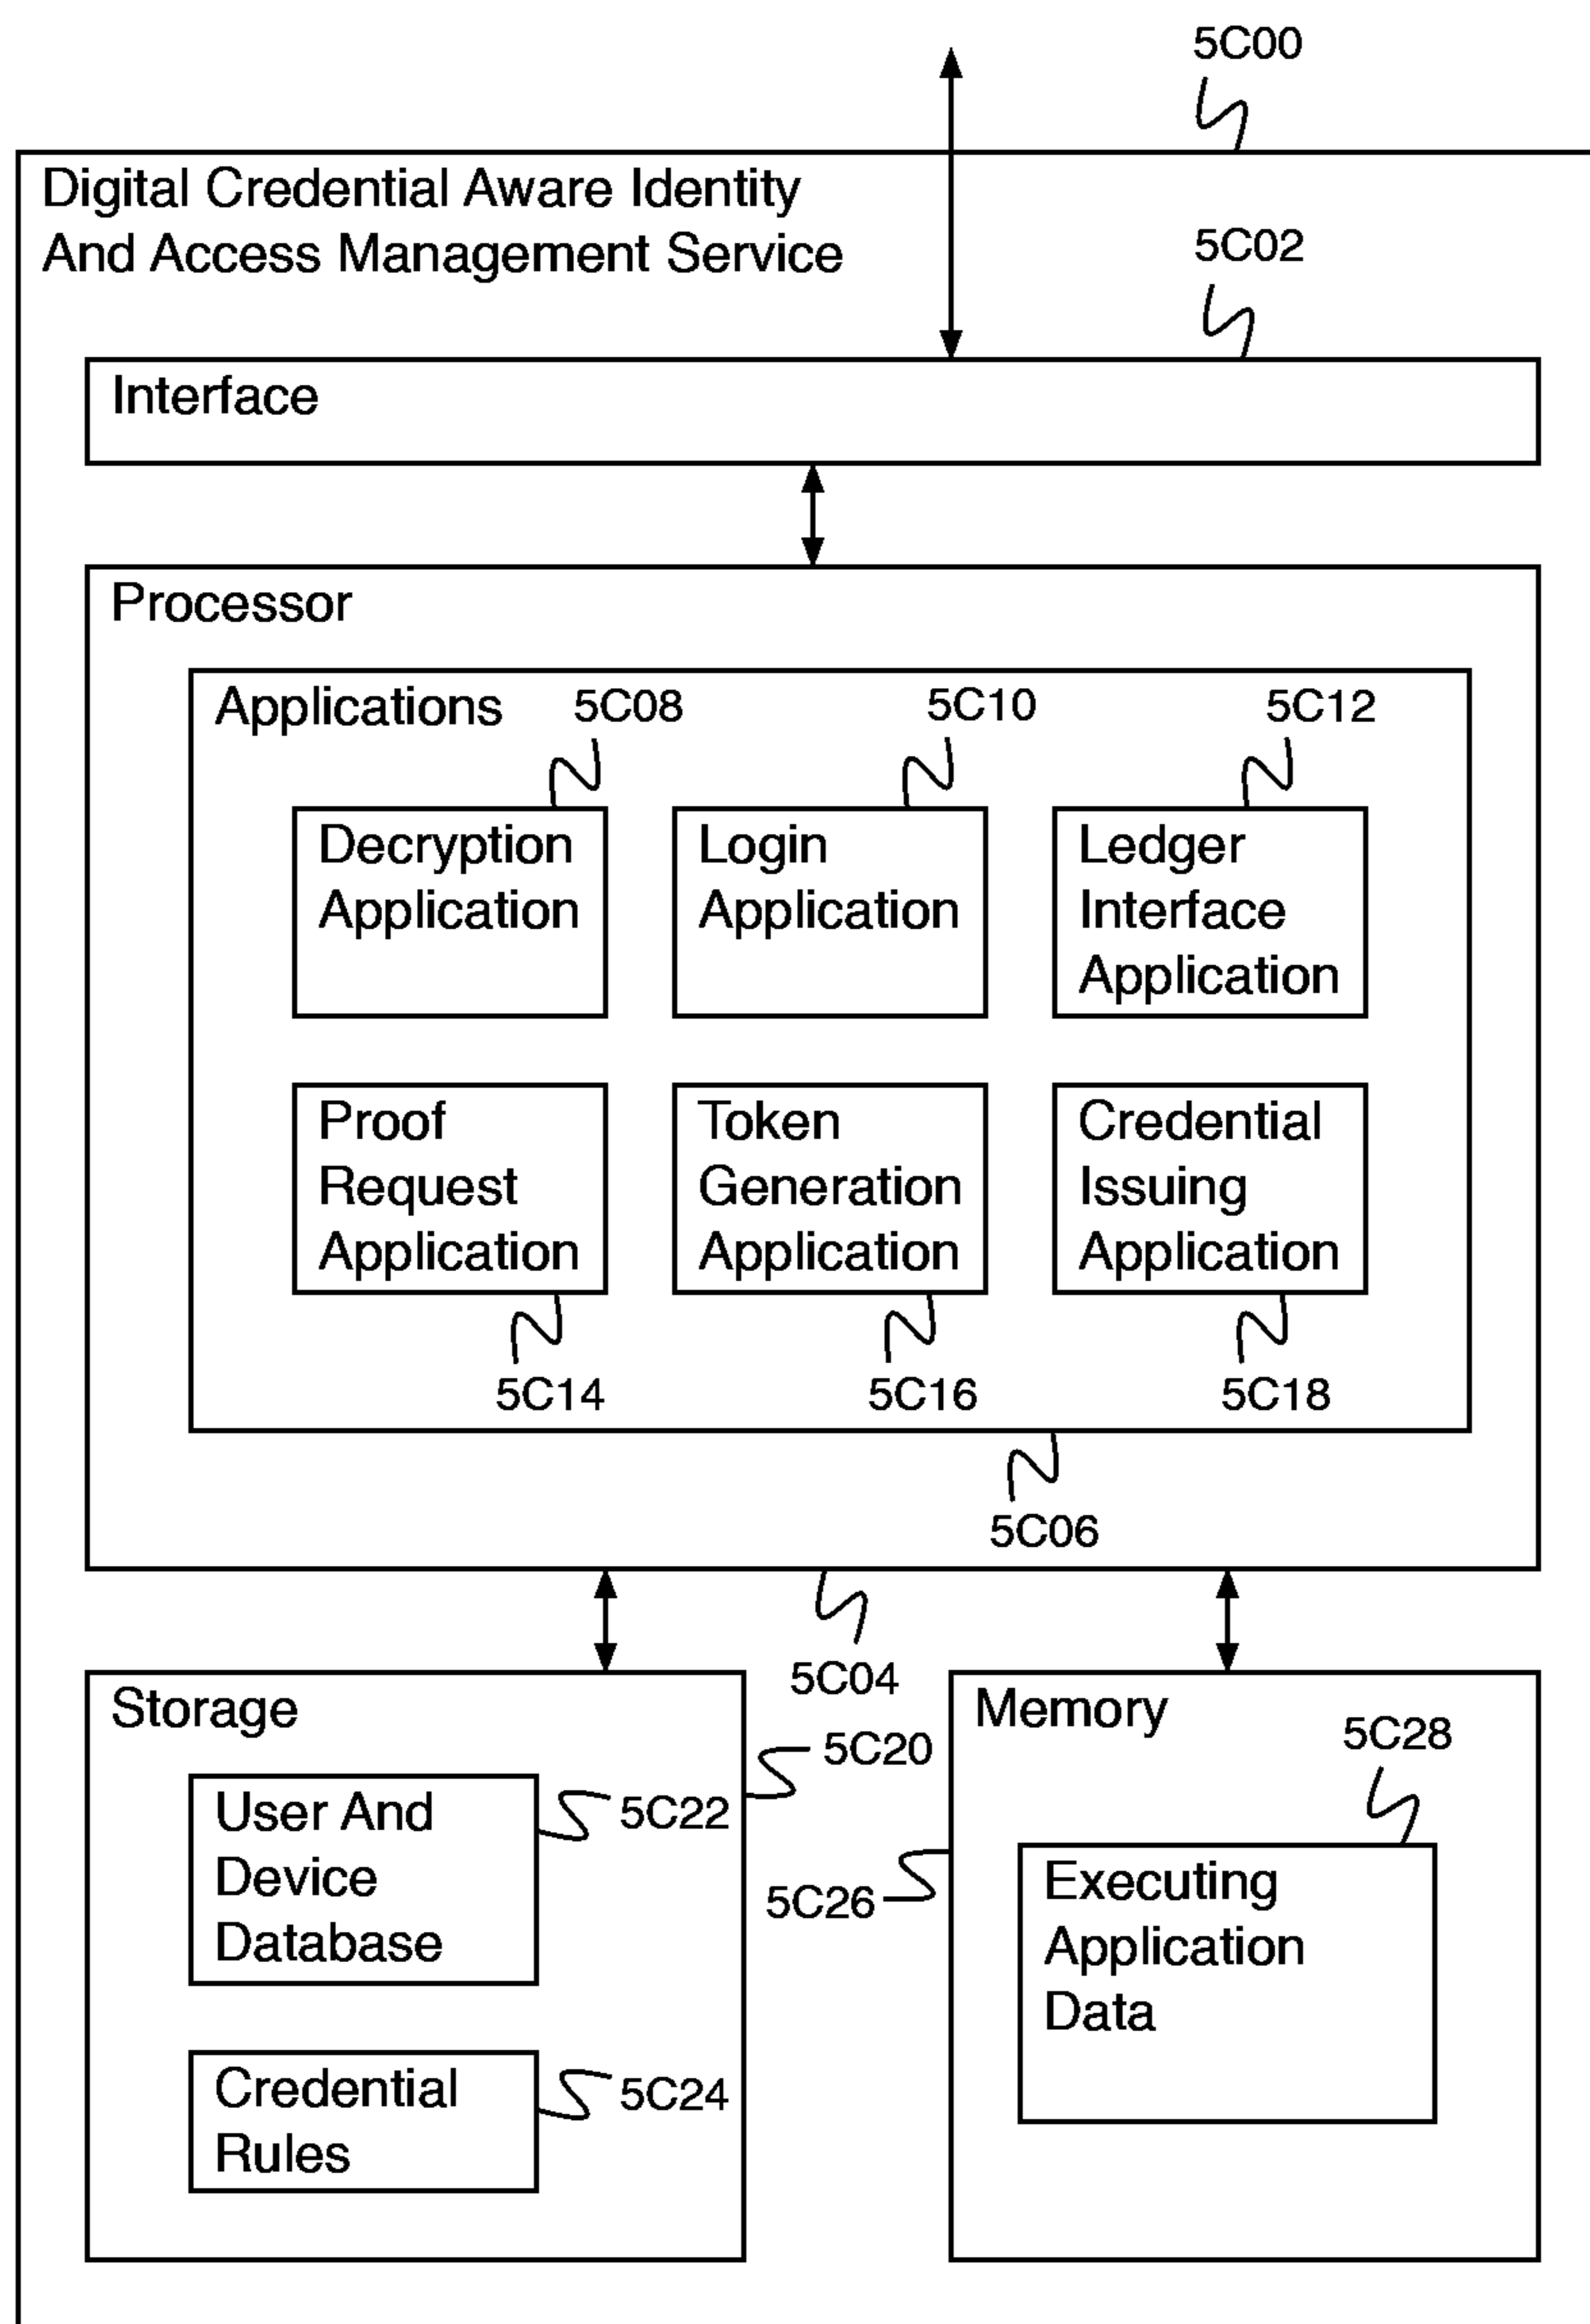 5C00
Digital Credential Aware Identity
And Access Management Service
5C02
Interface
Processor
Applications
5C08
5C10
5C12
Decryption
Application
Login
Application
Ledger
Interface
Application
Proof
Request
Application
Token
Generation
Application
Credential
Issuing
Application
5C14
5C16
5C18
5C06
5C04
Storage
5C20
User And
Device
Database
5C22
Credential
Rules
5C24
Memory
5C28
5C26
Executing
Application
Data